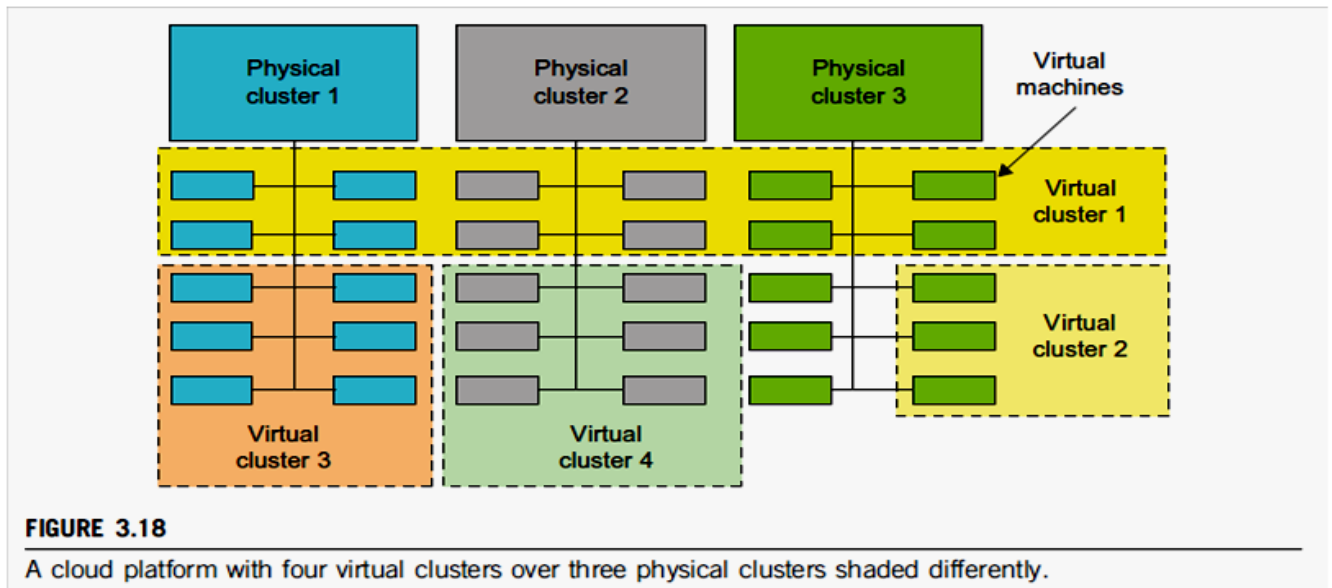 Physical
cluster 1
Physical
cluster 2
Physical
cluster 3
Virtual
machines
Virtual
cluster 1
Virtual
cluster 2
Virtual
cluster 3
Virtual
cluster 4
FIGURE 3.18
A cloud platform with four virtual clusters over three physical clusters shaded differently.